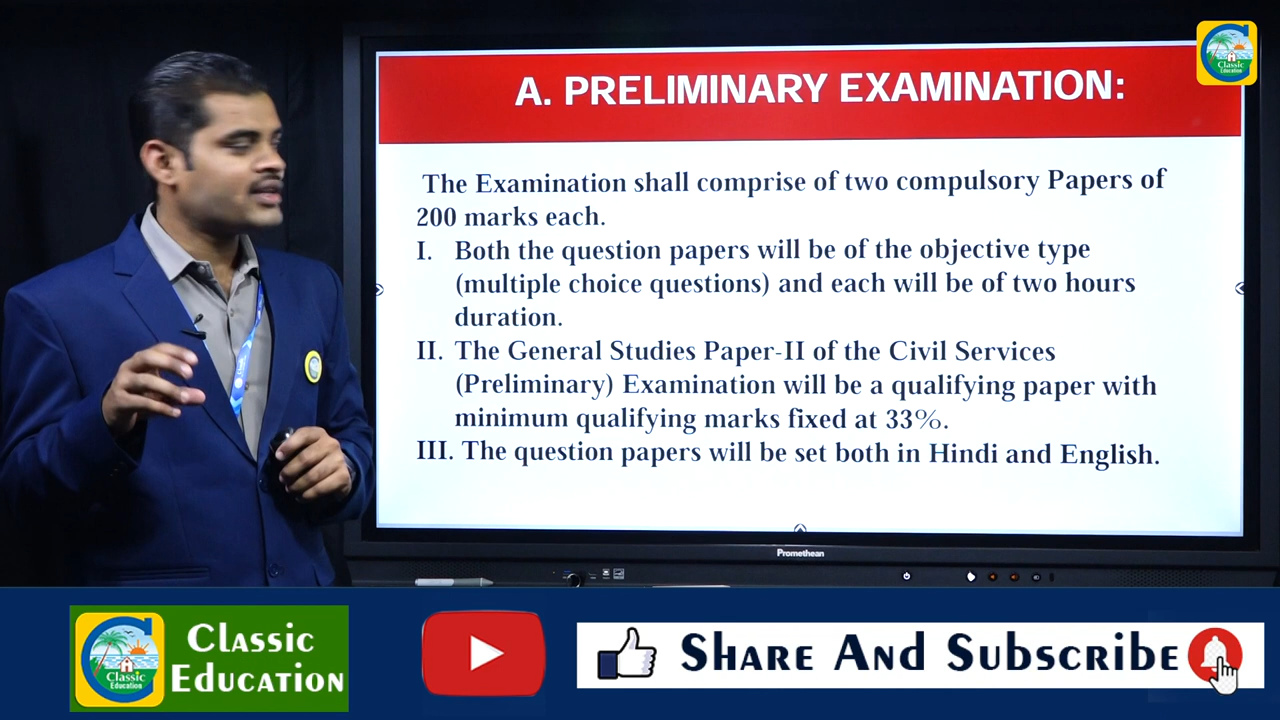 A. PRELIMINARY EXAMINATION:
Classic
Education
The Examination shall comprise of two compulsory Papers of
200 marks each.
I. Both the question papers will be of the objective type
(multiple choice questions) and each will be of two hours
duration.
II. The General Studies Paper-II of the Civil Services
(Preliminary) Examination will be a qualifying paper with
minimum qualifying marks fixed at 33%.
III. The question papers will be set both in Hindi and English.
Promethean
Classic
Education
Classic
Education
Share And Subscribe